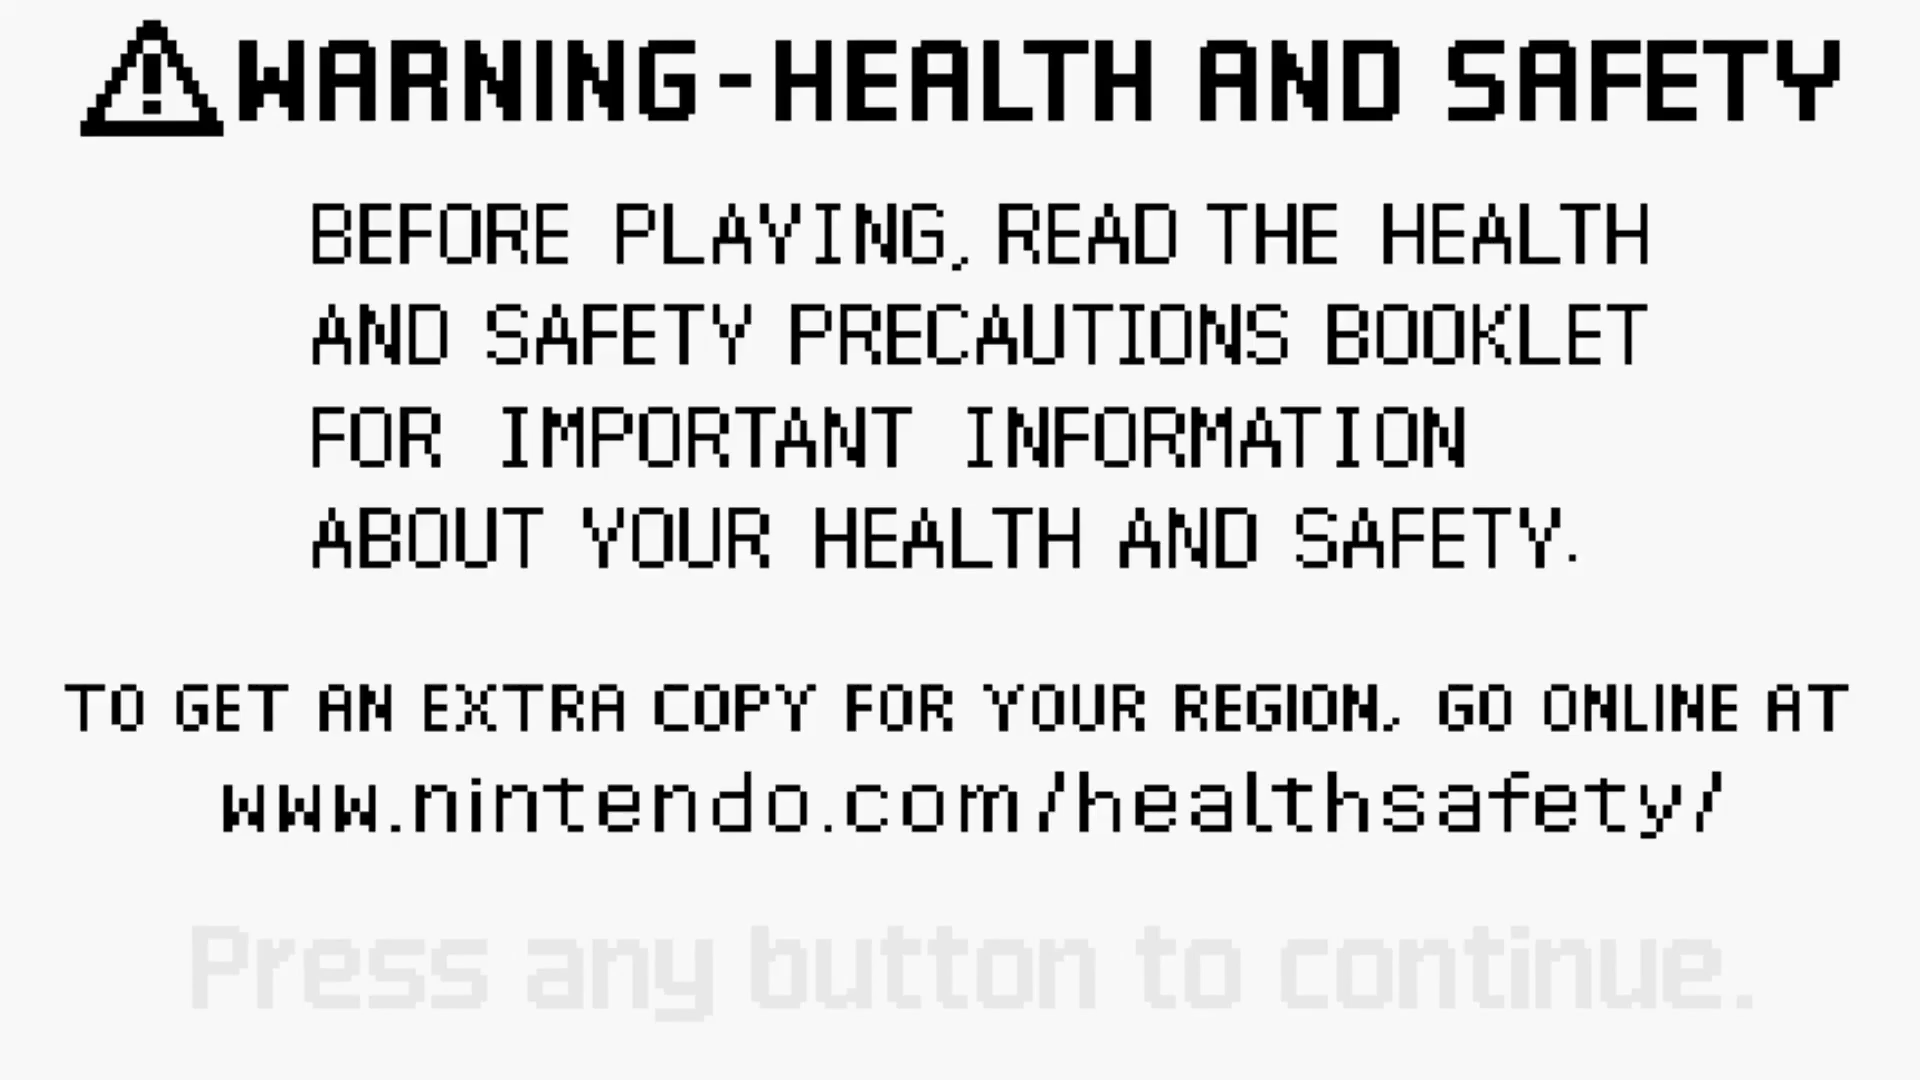 WARNING-HEALTH AND SAFETY
BEFORE PLAYING, READ THE HEALTH
AND SAFETY PRECAUTIONS BOOKLET
FOR IMPORTANT INFORMATION
ABOUT YOUR HEALTH AND SAFETY.
TO GET AN EXTRA COPY FOR YOUR REGION, GO ONLINE AT
www.nintendo.com/healthsafety/
Press any button to continue.